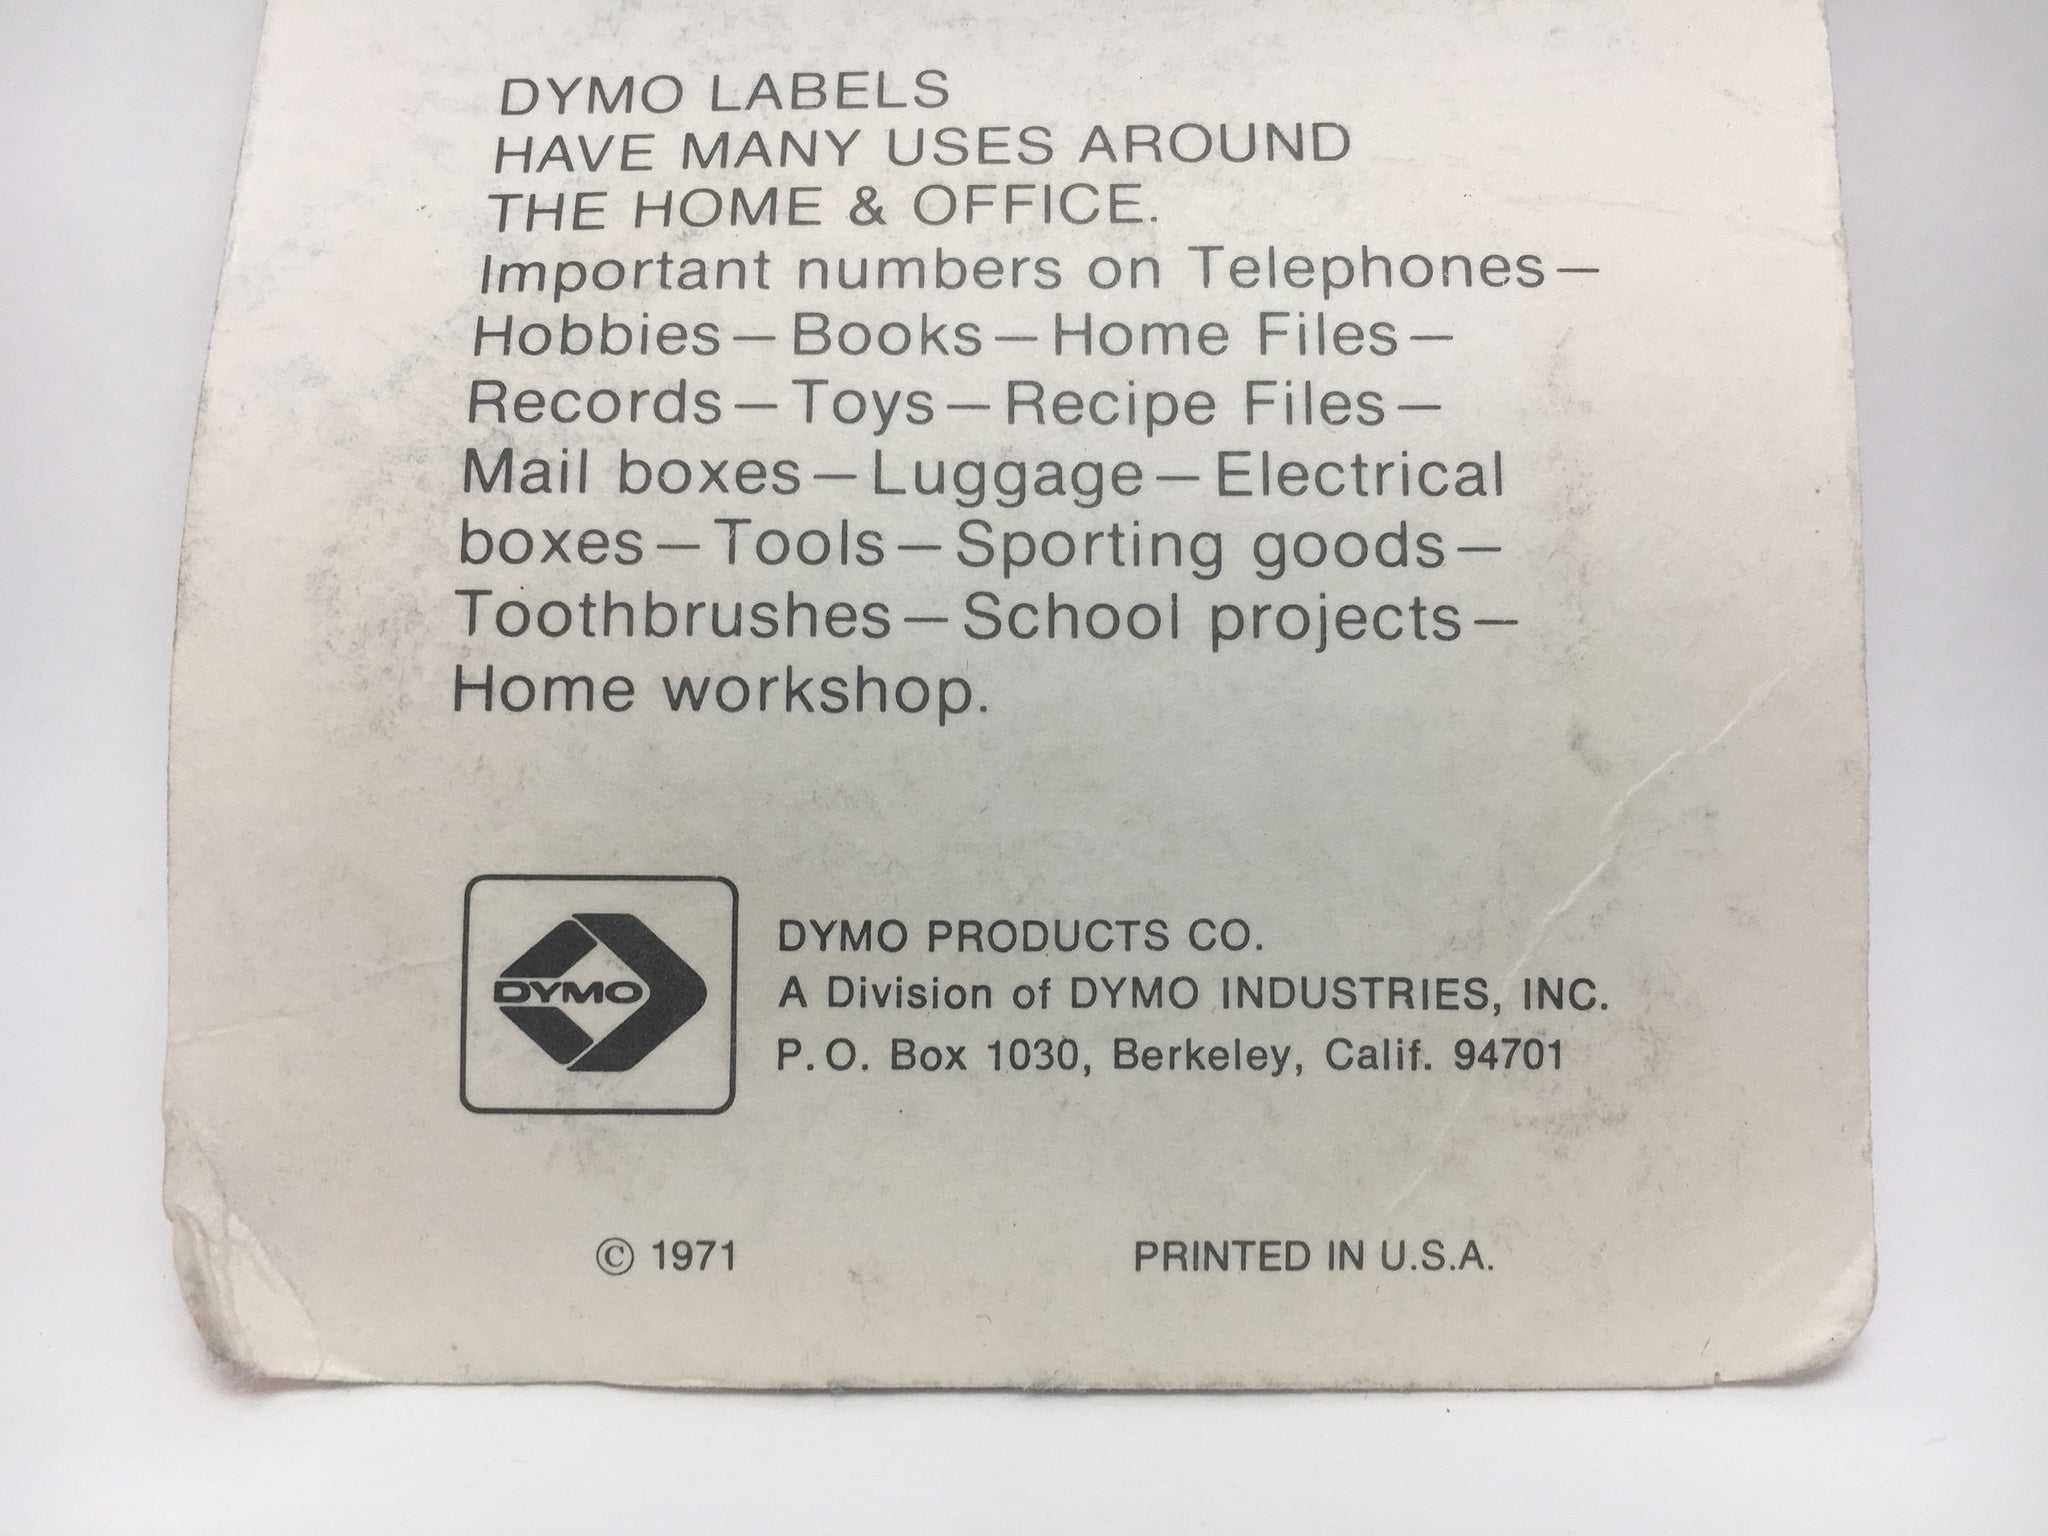 DYMO LABELS
HAVE MANY USES AROUND
THE HOME & OFFICE.
Important numbers on Telephones—
Hobbies—Books—Home Files—
Records—Toys—Recipe Files—
Mail boxes—Luggage—Electrical
boxes—Tools—Sporting goods—
Toothbrushes—School projects—
Home workshop.
DYMO
DYMO PRODUCTS CO.
A Division of DYMO INDUSTRIES, INC.
P.O. Box 1030, Berkeley, Calif. 94701
© 1971 PRINTED IN U.S.A.